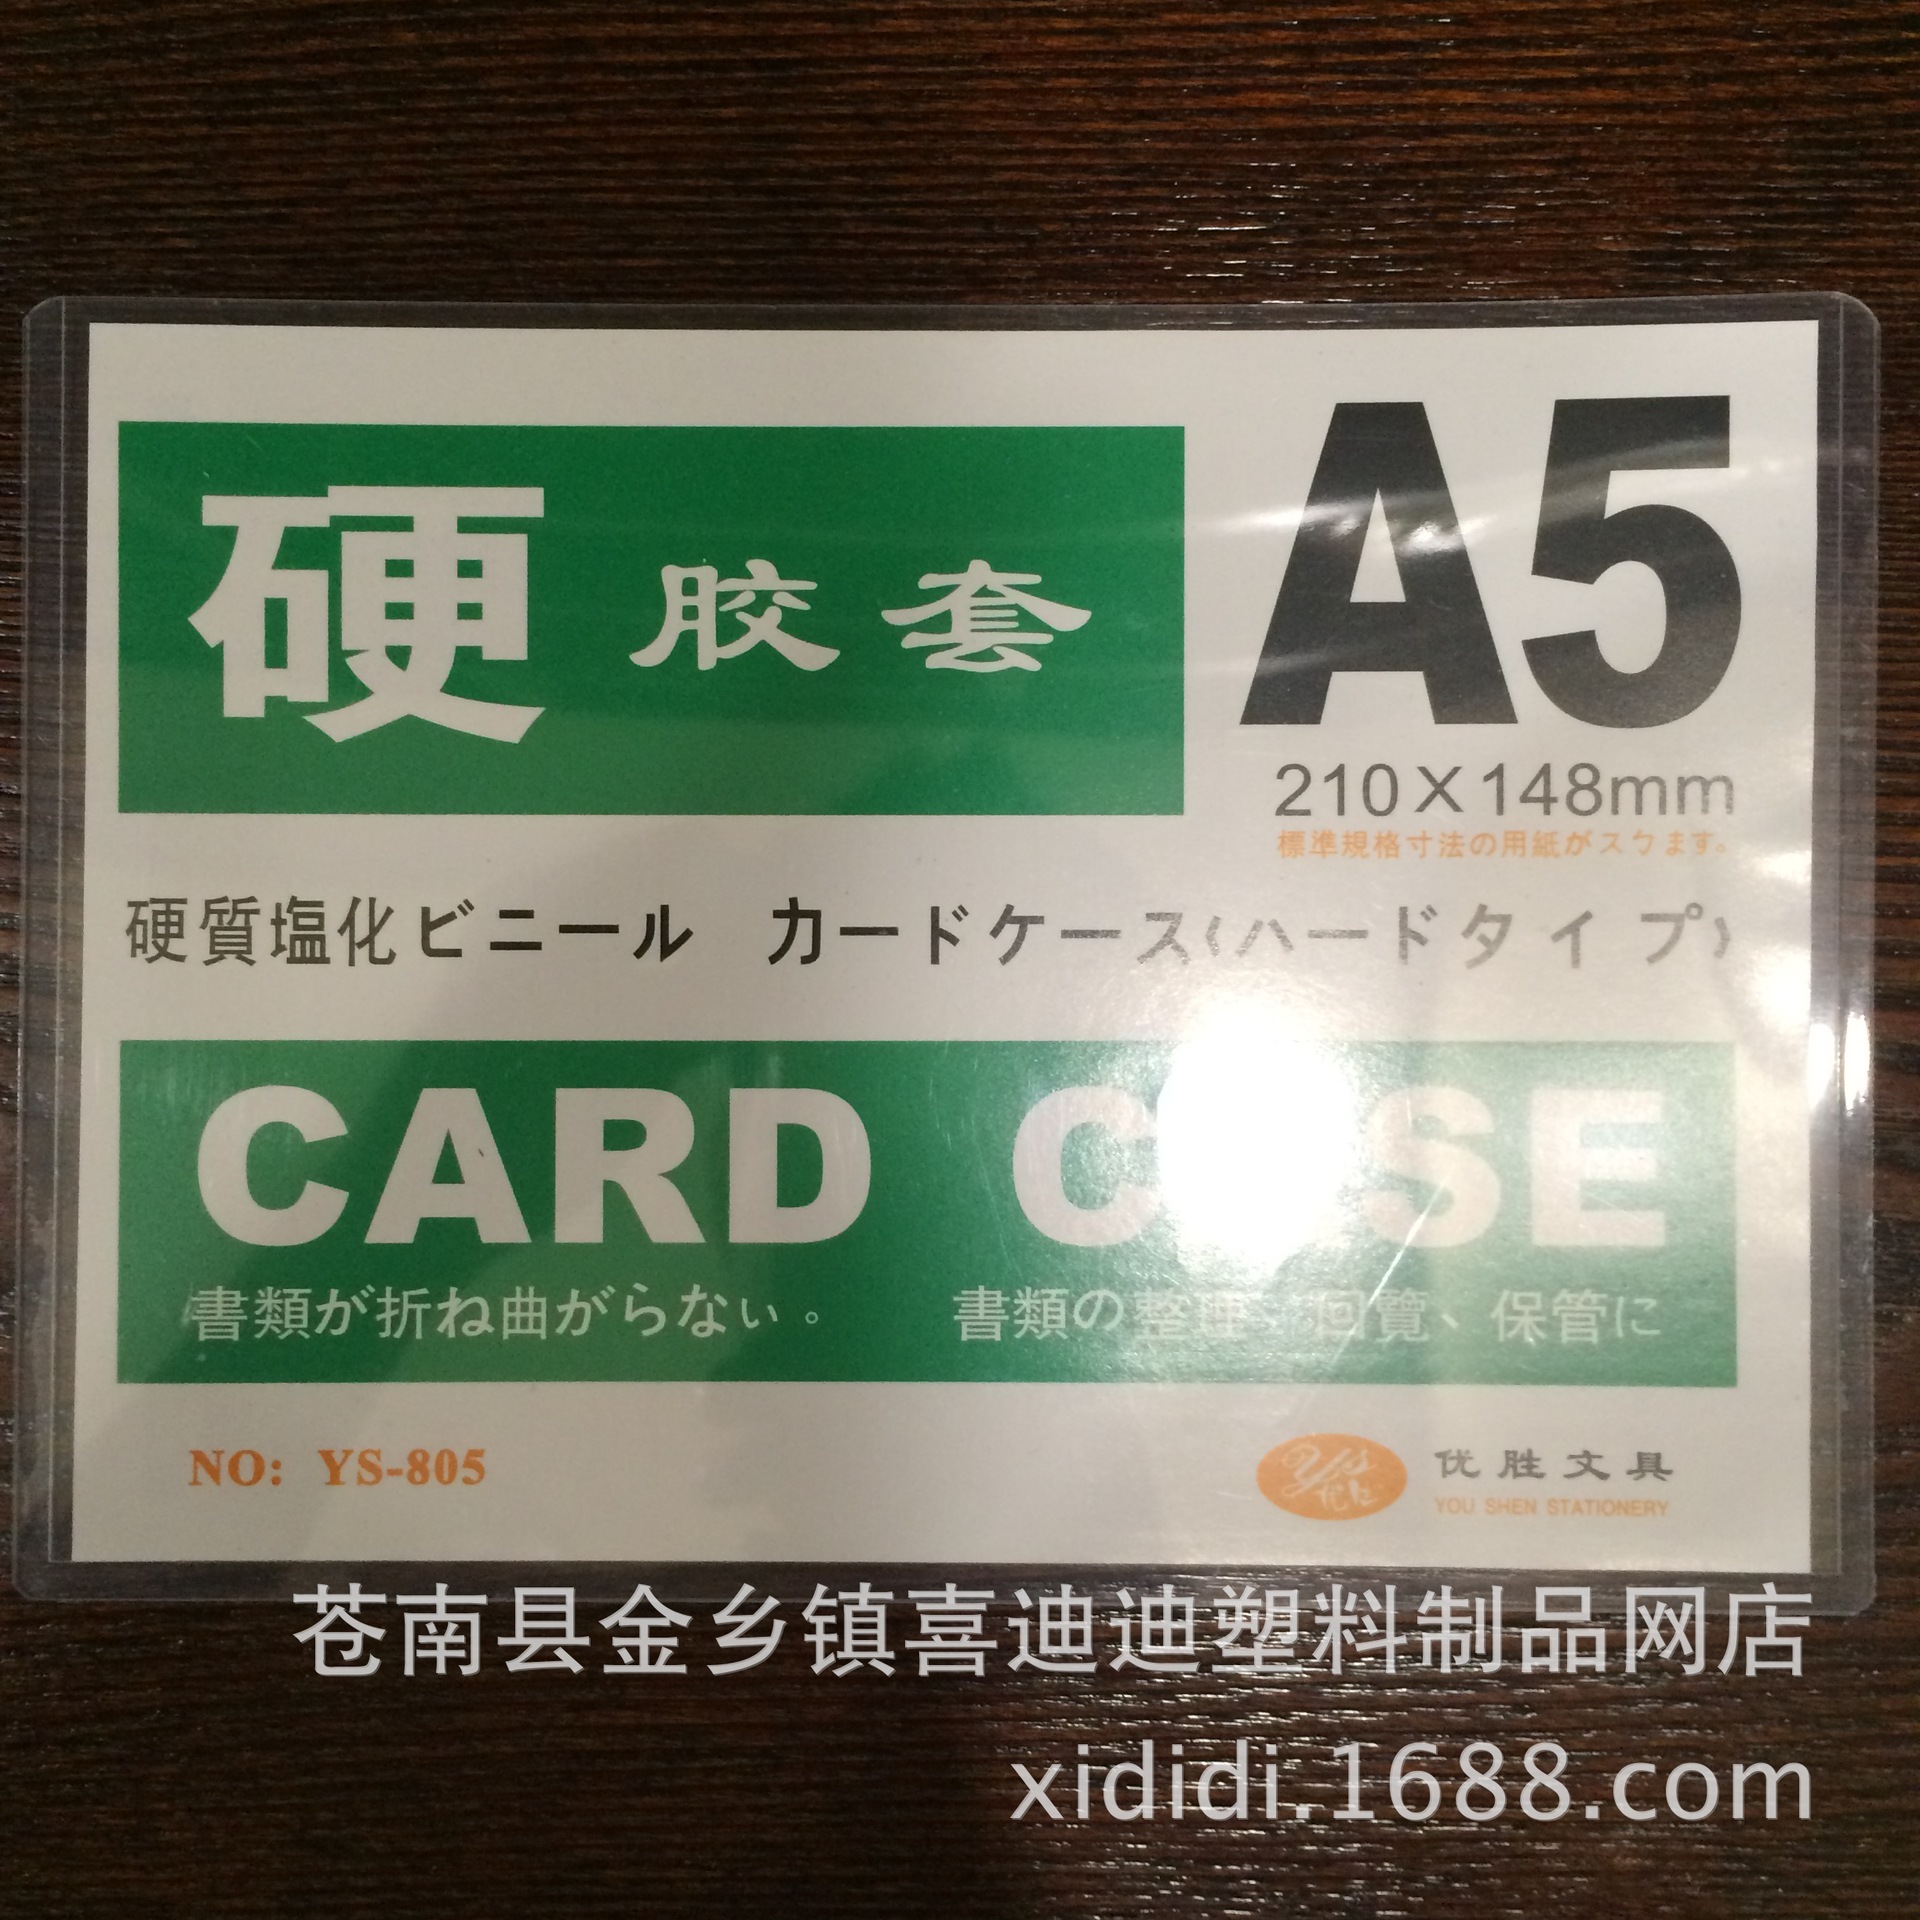 硬 胶 套
A5
210×148mm
標準規格寸法の用紙がスケます。
硬質塩化ビニール カードケース(ハードタイプ)
CARD CASE
書類が折ね曲がらない。 書類の整理、回覽、保管に
NO: YS-805
Ys
优胜文具
YOU SHEN STATIONERY
苍南县金乡镇喜迪迪塑料制品网店
xididi.1688.com